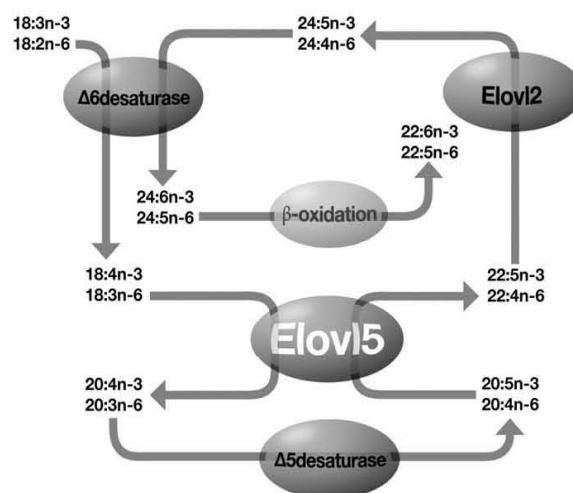 18:3n-3
18:2n-6
24:5n-3
24:4n-6
Δ6desaturase
Elovl2
22:6n-3
22:5n-6
24:6n-3
24:5n-6
β-oxidation
18:4n-3
18:3n-6
22:5n-3
22:4n-6
Elovl5
20:4n-3
20:3n-6
20:5n-3
20:4n-6
Δ5desaturase